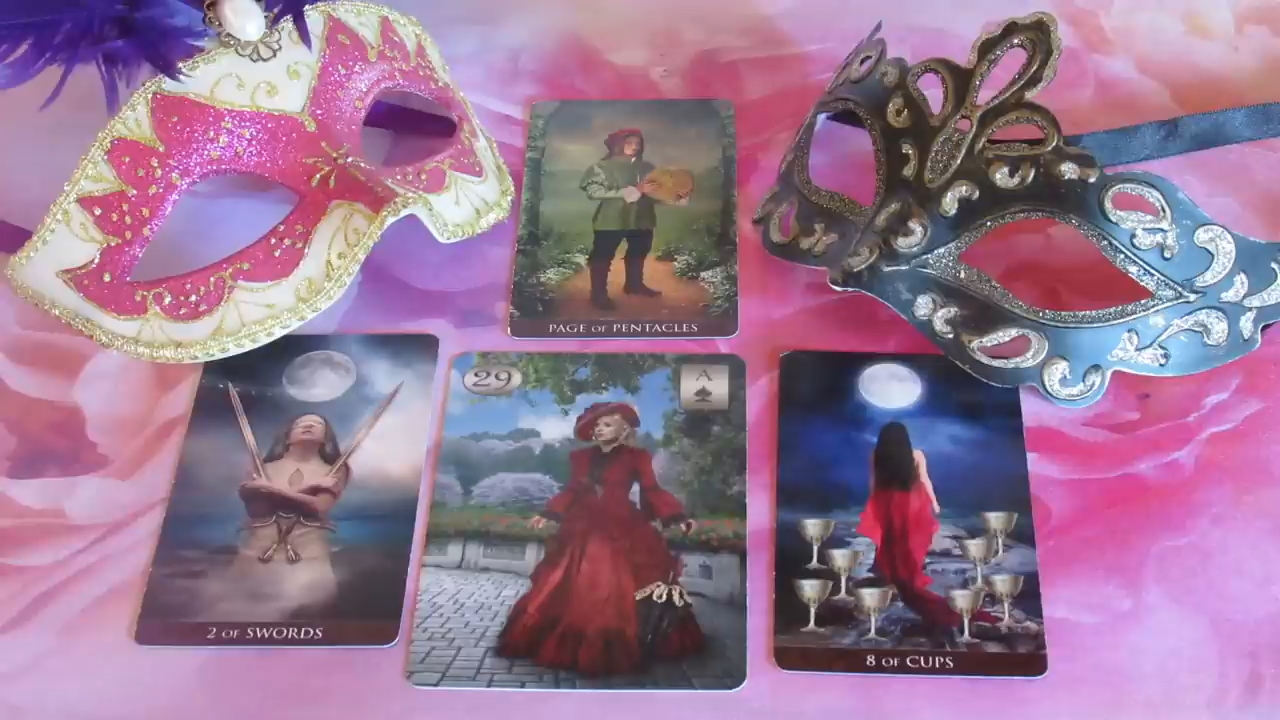 PAGE OF PENTACLES
29
A
2 OF SWORDS
8 OF CUPS